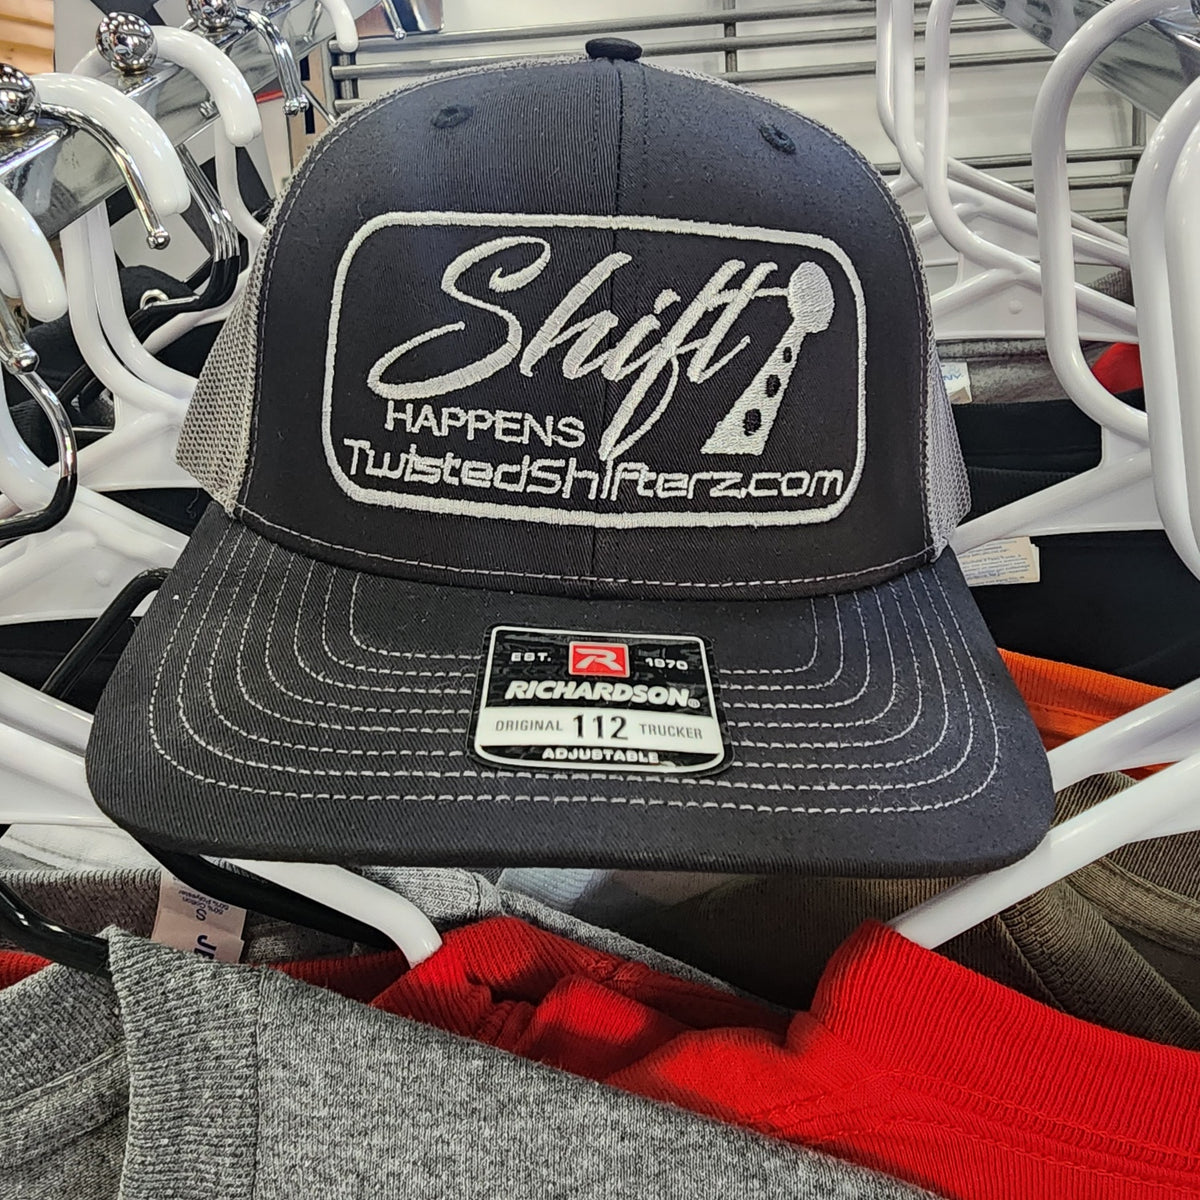 Shift
HAPPENS
TwistedShifterz.com
EST. R 1970
RICHARDSON®
ORIGINAL 112 TRUCKER
ADJUSTABLE
S